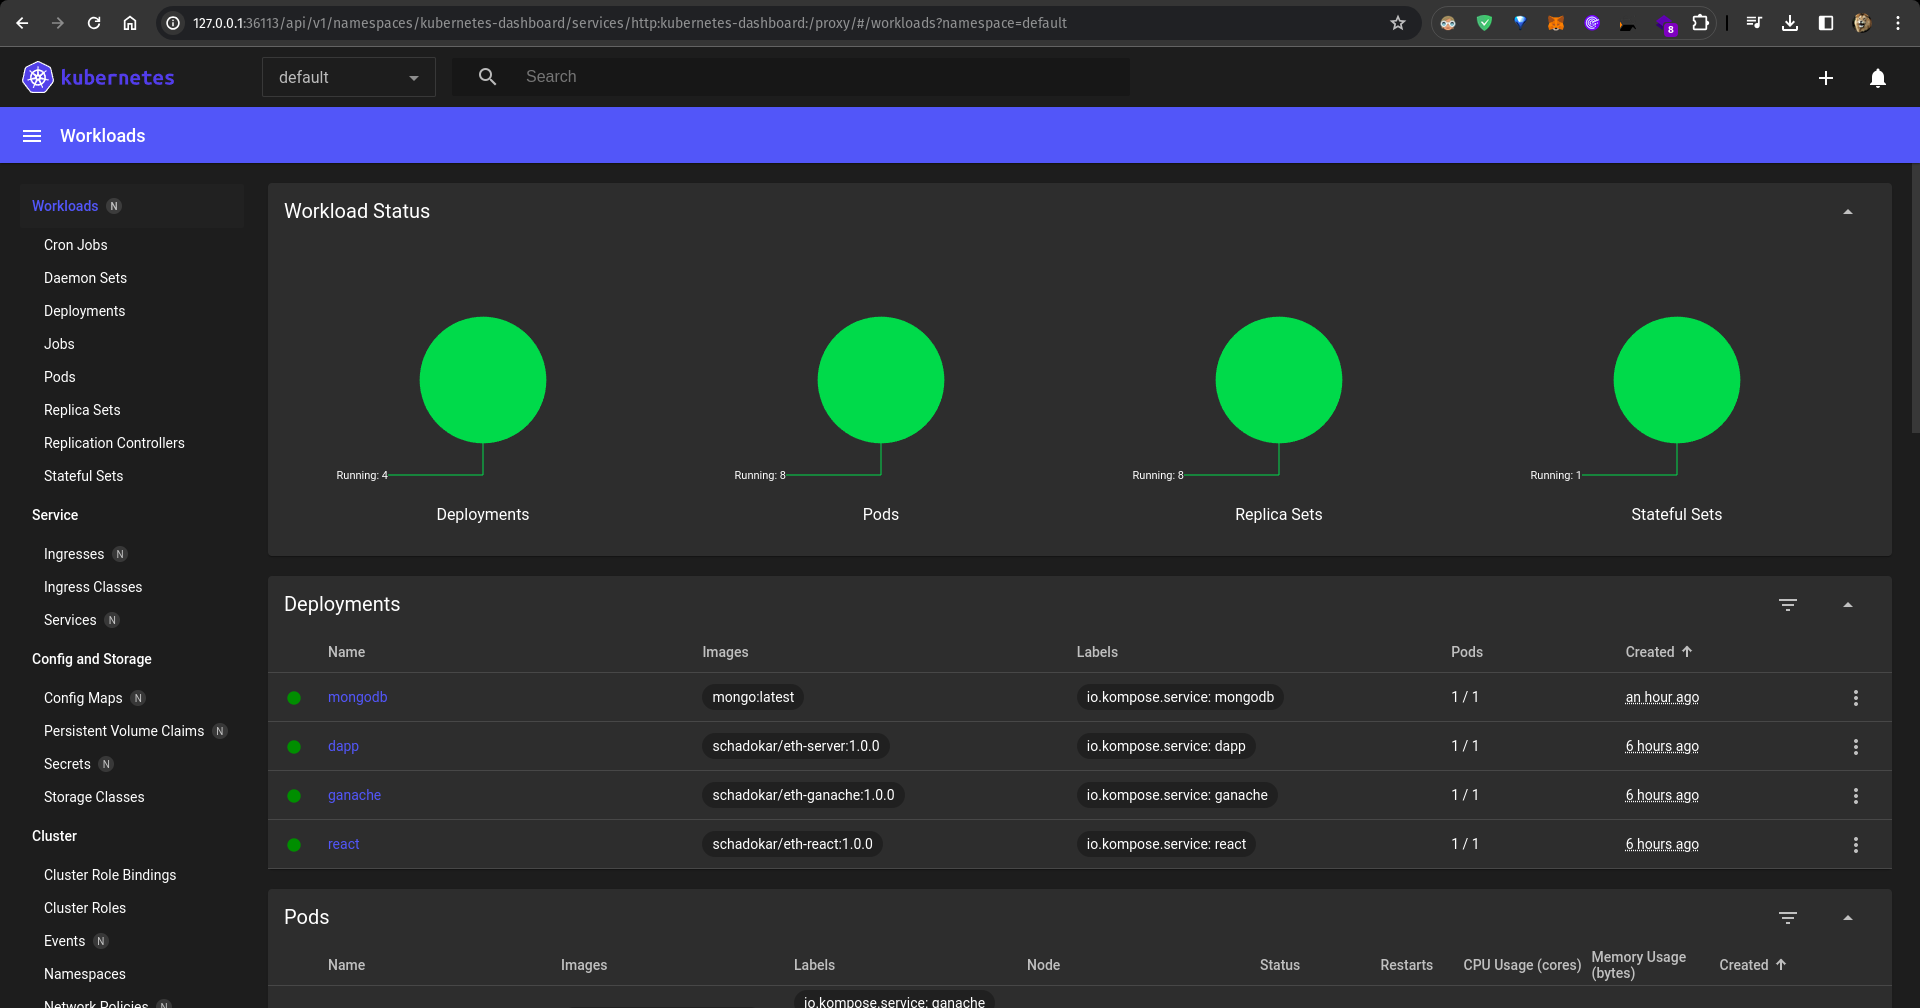 127.0.0.1:36113/api/v1/namespaces/kubernetes-dashboard/services/http:kubernetes-dashboard:/proxy/#/workloads?namespace=default
8
kubernetes
default
Search
Workloads
Workloads N
Cron Jobs
Daemon Sets
Deployments
Jobs
Pods
Replica Sets
Replication Controllers
Stateful Sets
Service
Ingresses N
Ingress Classes
Services N
Config and Storage
Config Maps N
Persistent Volume Claims N
Secrets N
Storage Classes
Cluster
Cluster Role Bindings
Cluster Roles
Events N
Namespaces
Network Policies N
Workload Status
Running: 4
Running: 8
Running: 8
Running: 1
Deployments
Pods
Replica Sets
Stateful Sets
Deployments
Name Images Labels Pods Created
mongodb mongo:latest io.kompose.service: mongodb 1 / 1 an hour ago
dapp schadokar/eth-server:1.0.0 io.kompose.service: dapp 1 / 1 6 hours ago
ganache schadokar/eth-ganache:1.0.0 io.kompose.service: ganache 1 / 1 6 hours ago
react schadokar/eth-react:1.0.0 io.kompose.service: react 1 / 1 6 hours ago
Pods
Name Images Labels Node Status Restarts CPU Usage (cores) Memory Usage (bytes) Created
io.kompose.service: ganache